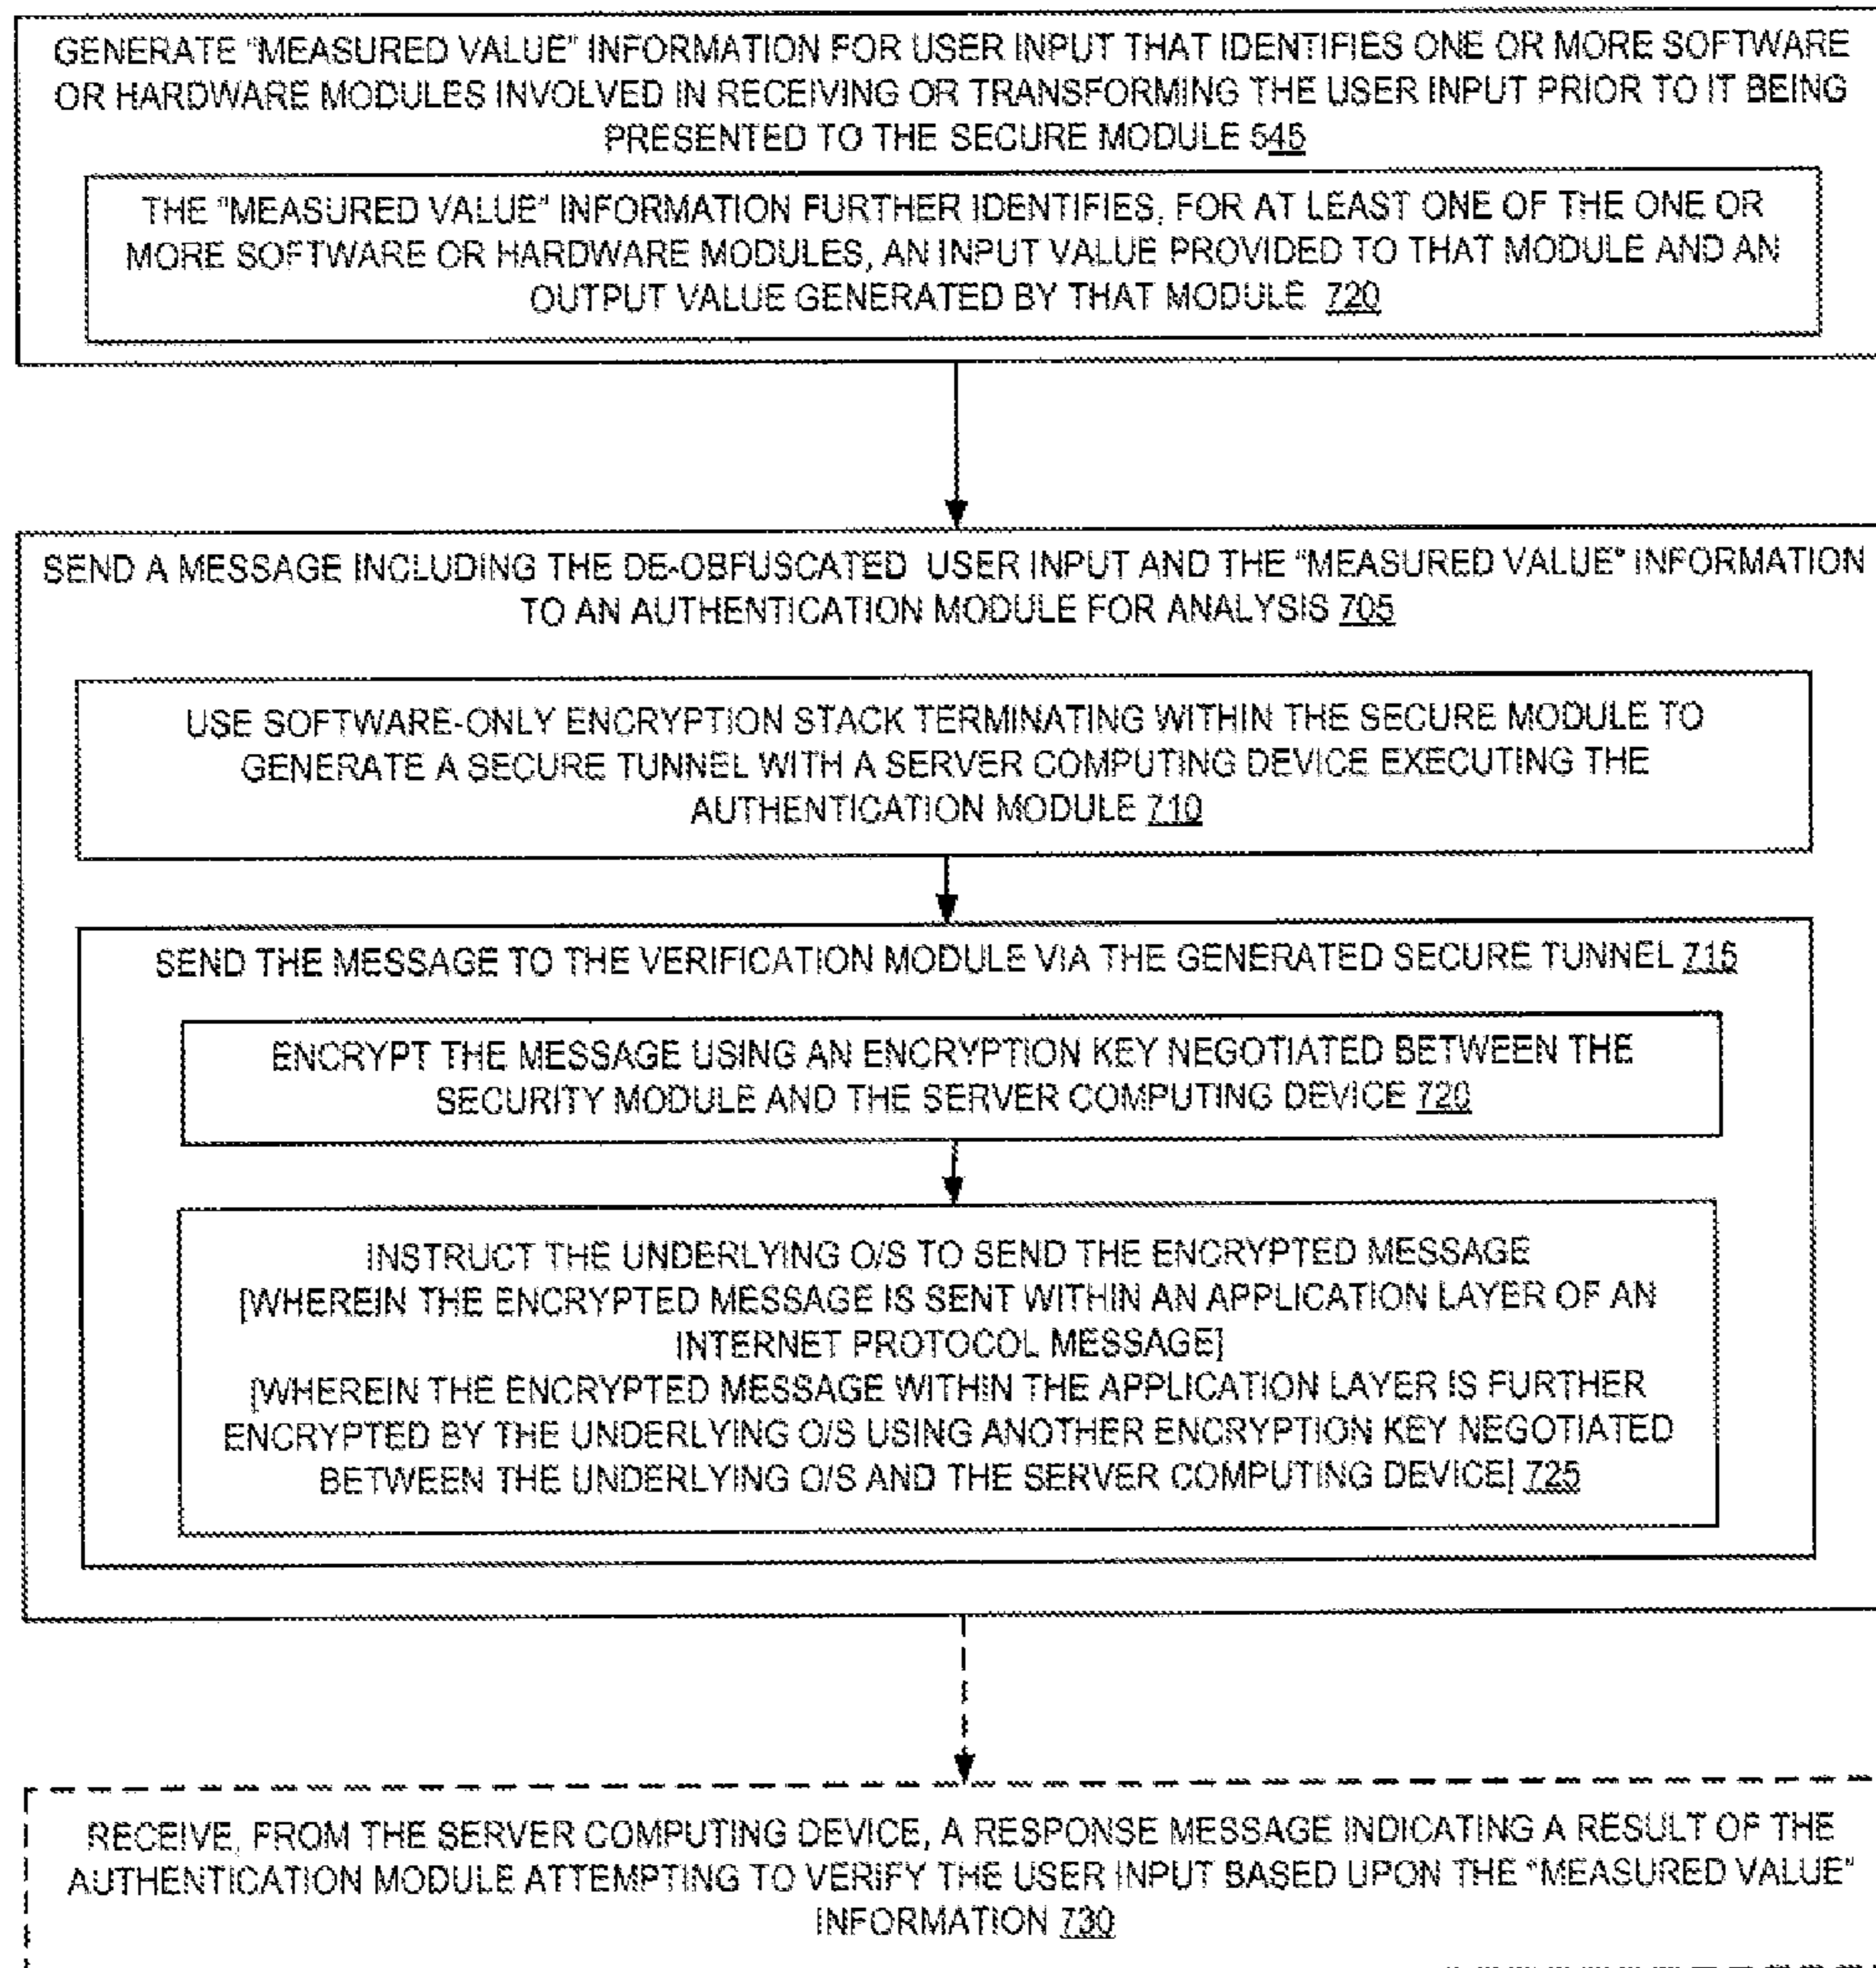 GENERATE "MEASURED VALUE" INFORMATION FOR USER INPUT THAT IDENTIFIES ONE OR MORE SOFTWARE
OR HARDWARE MODULES INVOLVED IN RECEIVING OR TRANSFORMING THE USER INPUT PRIOR TO IT BEING
PRESENTED TO THE SECURE MODULE 545
THE "MEASURED VALUE" INFORMATION FURTHER IDENTIFIES, FOR AT LEAST ONE OF THE ONE OR
MORE SOFTWARE OR HARDWARE MODULES, AN INPUT VALUE PROVIDED TO THAT MODULE AND AN
OUTPUT VALUE GENERATED BY THAT MODULE 720
SEND A MESSAGE INCLUDING THE DE-OBFUSCATED USER INPUT AND THE "MEASURED VALUE" INFORMATION
TO AN AUTHENTICATION MODULE FOR ANALYSIS 705
USE SOFTWARE-ONLY ENCRYPTION STACK TERMINATING WITHIN THE SECURE MODULE TO
GENERATE A SECURE TUNNEL WITH A SERVER COMPUTING DEVICE EXECUTING THE
AUTHENTICATION MODULE 710
SEND THE MESSAGE TO THE VERIFICATION MODULE VIA THE GENERATED SECURE TUNNEL 715
ENCRYPT THE MESSAGE USING AN ENCRYPTION KEY NEGOTIATED BETWEEN THE
SECURITY MODULE AND THE SERVER COMPUTING DEVICE 720
INSTRUCT THE UNDERLYING O/S TO SEND THE ENCRYPTED MESSAGE
[WHEREIN THE ENCRYPTED MESSAGE IS SENT WITHIN AN APPLICATION LAYER OF AN
INTERNET PROTOCOL MESSAGE]
[WHEREIN THE ENCRYPTED MESSAGE WITHIN THE APPLICATION LAYER IS FURTHER
ENCRYPTED BY THE UNDERLYING O/S USING ANOTHER ENCRYPTION KEY NEGOTIATED
BETWEEN THE UNDERLYING O/S AND THE SERVER COMPUTING DEVICE] 725
RECEIVE, FROM THE SERVER COMPUTING DEVICE, A RESPONSE MESSAGE INDICATING A RESULT OF THE
AUTHENTICATION MODULE ATTEMPTING TO VERIFY THE USER INPUT BASED UPON THE "MEASURED VALUE"
INFORMATION 730